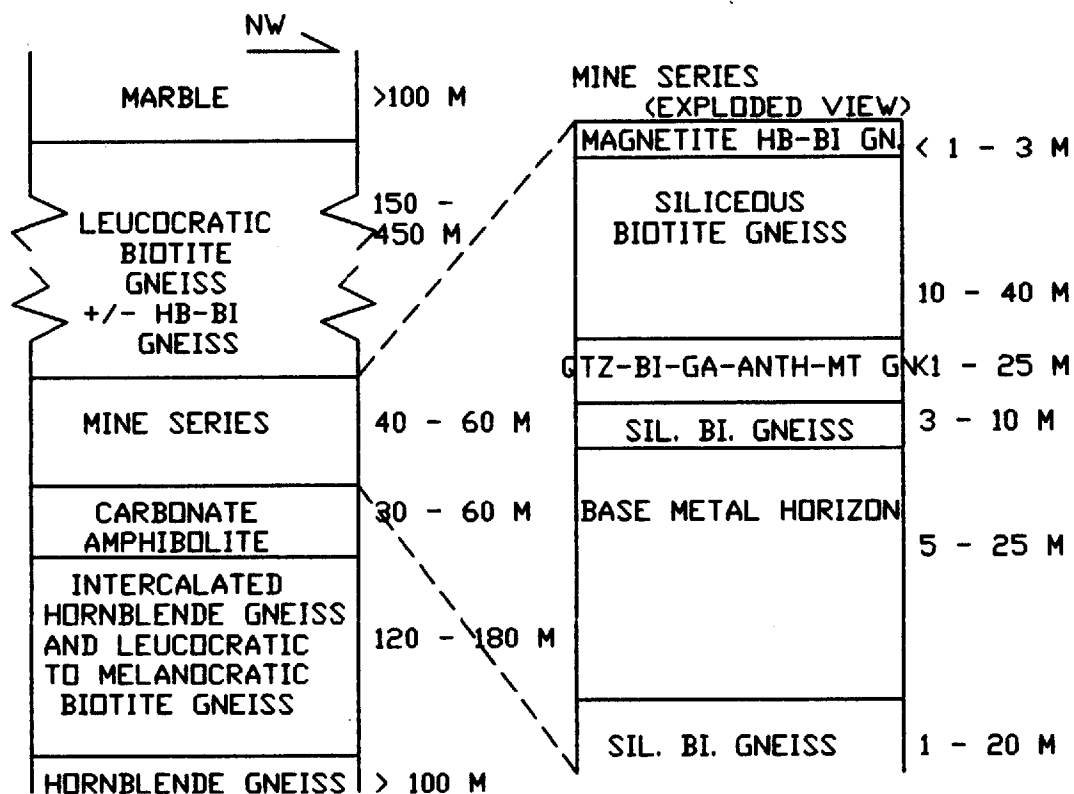 NW
MARBLE
>100 M
LEUCOCRATIC
BIOTITE
GNEISS
+/- HB-BI
GNEISS
150 -
450 M
MINE SERIES
40 - 60 M
CARBONATE
AMPHIBOLITE
30 - 60 M
INTERCALATED
HORNBLENDE GNEISS
AND LEUCOCRATIC
TO MELANOCRATIC
BIOTITE GNEISS
120 - 180 M
HORNBLENDE GNEISS
> 100 M
MINE SERIES
(EXPLODED VIEW)
MAGNETITE HB-BI GN.
< 1 - 3 M
SILICEOUS
BIOTITE GNEISS
10 - 40 M
QTZ-BI-GA-ANTH-MT GN
<1 - 25 M
SIL. BI. GNEISS
3 - 10 M
BASE METAL HORIZON
5 - 25 M
SIL. BI. GNEISS
1 - 20 M